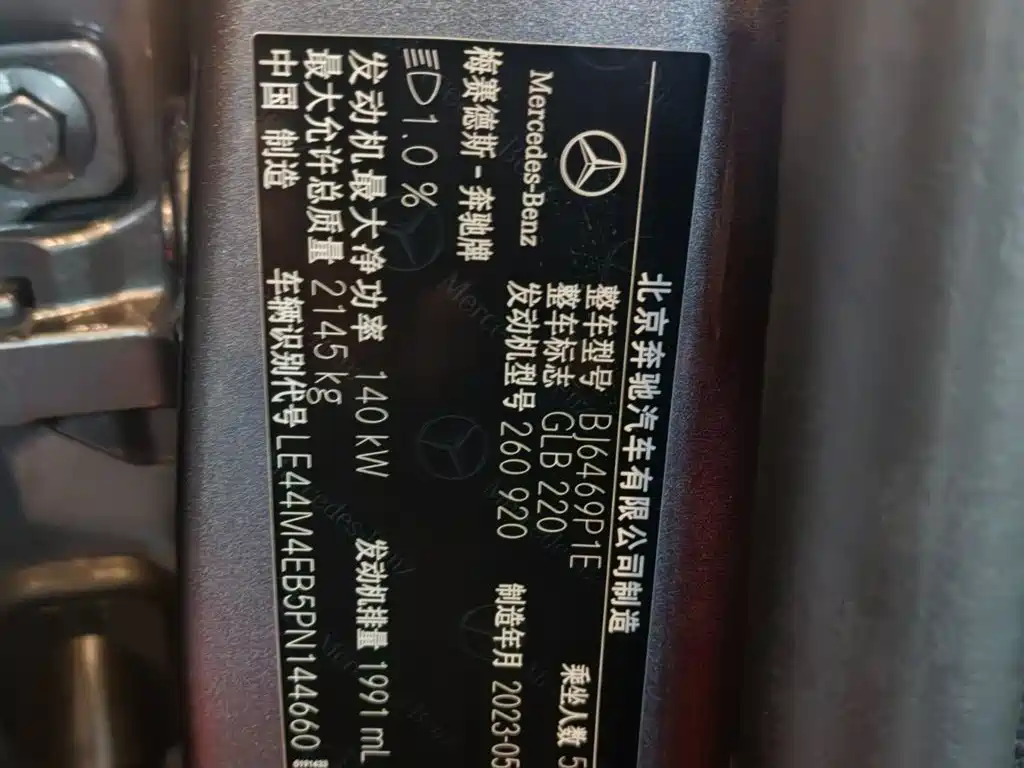 北京奔驰汽车有限公司制造
Mercedes-Benz
整车型号 BJ6469P1E
乘坐人数 5
整车标志 GLB 220
发动机型号 260 920
制造年月 2023-05
梅赛德斯-奔驰牌
1.0 %
发动机最大净功率 140 kW
发动机排量 1991 mL
最大允许总质量 2145 kg
中国 制造
车辆识别代号 LE44M4EB5PN144660